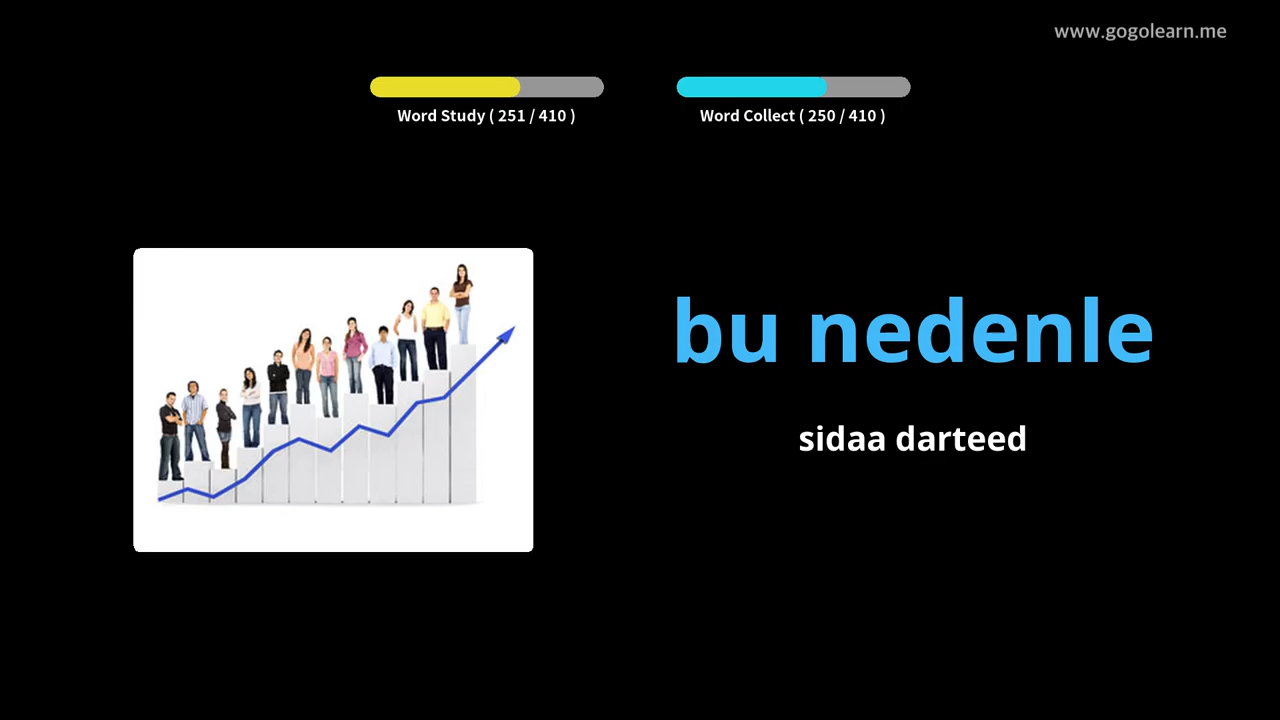 www.gogolearn.me
Word Study ( 251 / 410 )
Word Collect ( 250 / 410 )
bu nedenle
sidaa darteed